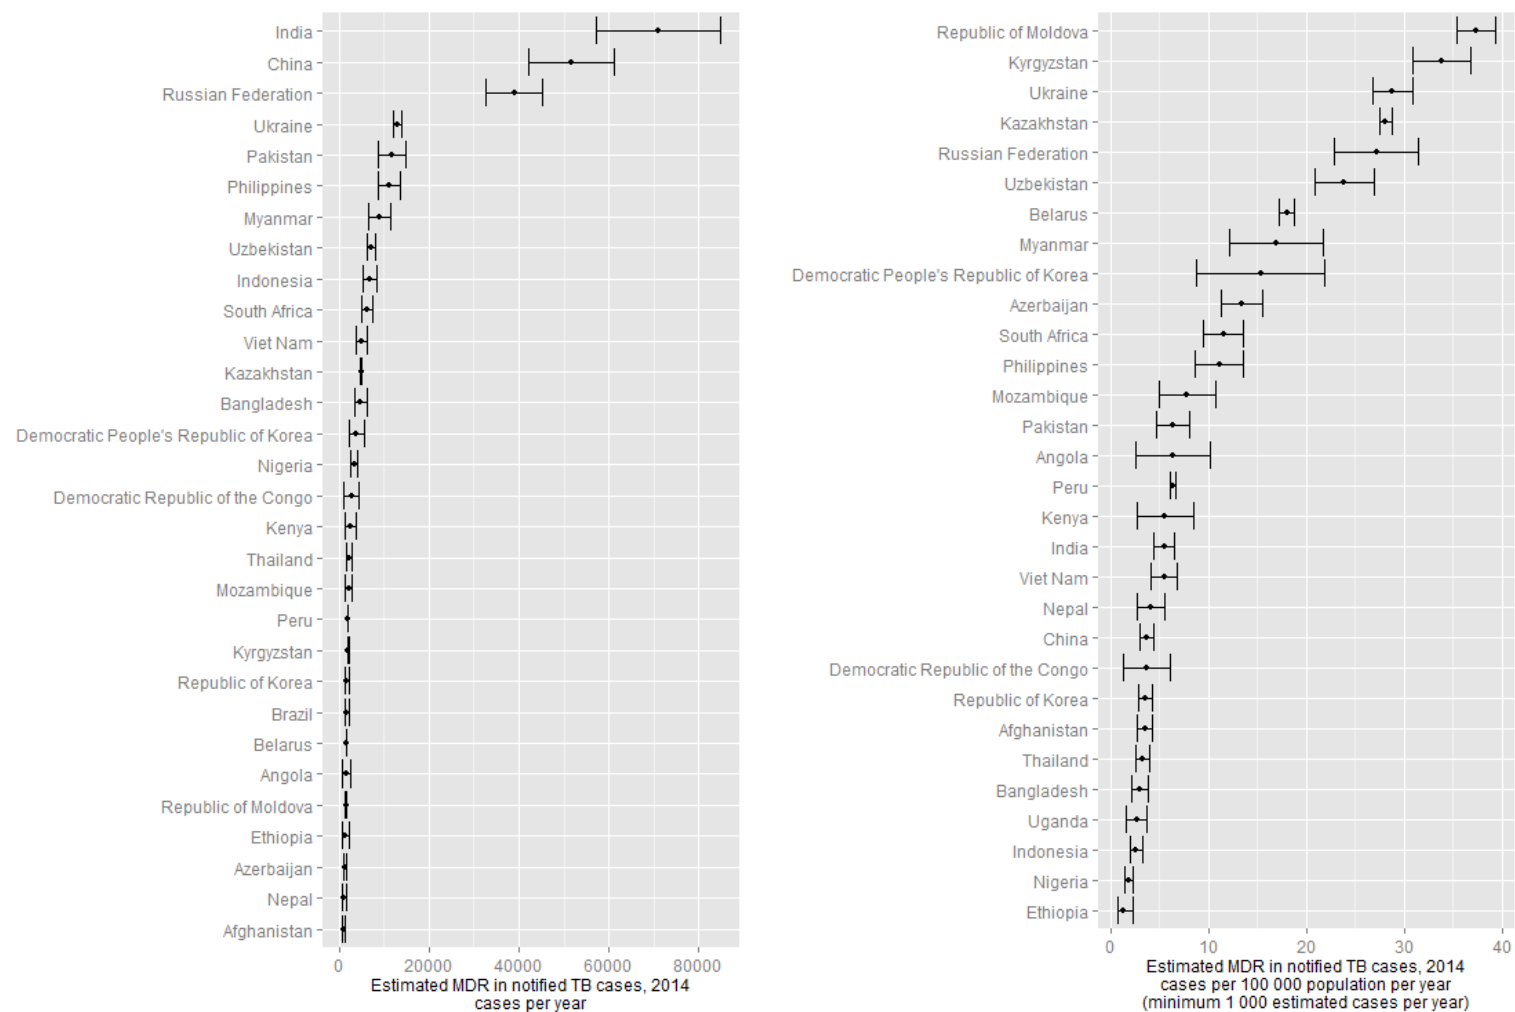 India
China
Russian Federation
Ukraine
Pakistan
Philippines
Myanmar
Uzbekistan
Indonesia
South Africa
Viet Nam
Kazakhstan
Bangladesh
Democratic People's Republic of Korea
Nigeria
Democratic Republic of the Congo
Kenya
Thailand
Mozambique
Peru
Kyrgyzstan
Republic of Korea
Brazil
Belarus
Angola
Republic of Moldova
Ethiopia
Azerbaijan
Nepal
Afghanistan
0 20000 40000 60000 80000
Estimated MDR in notified TB cases, 2014
cases per year
Republic of Moldova
Kyrgyzstan
Ukraine
Kazakhstan
Russian Federation
Uzbekistan
Belarus
Myanmar
Democratic People's Republic of Korea
Azerbaijan
South Africa
Philippines
Mozambique
Pakistan
Angola
Peru
Kenya
India
Viet Nam
Nepal
China
Democratic Republic of the Congo
Republic of Korea
Afghanistan
Thailand
Bangladesh
Uganda
Indonesia
Nigeria
Ethiopia
0 10 20 30 40
Estimated MDR in notified TB cases, 2014
cases per 100 000 population per year
(minimum 1 000 estimated cases per year)